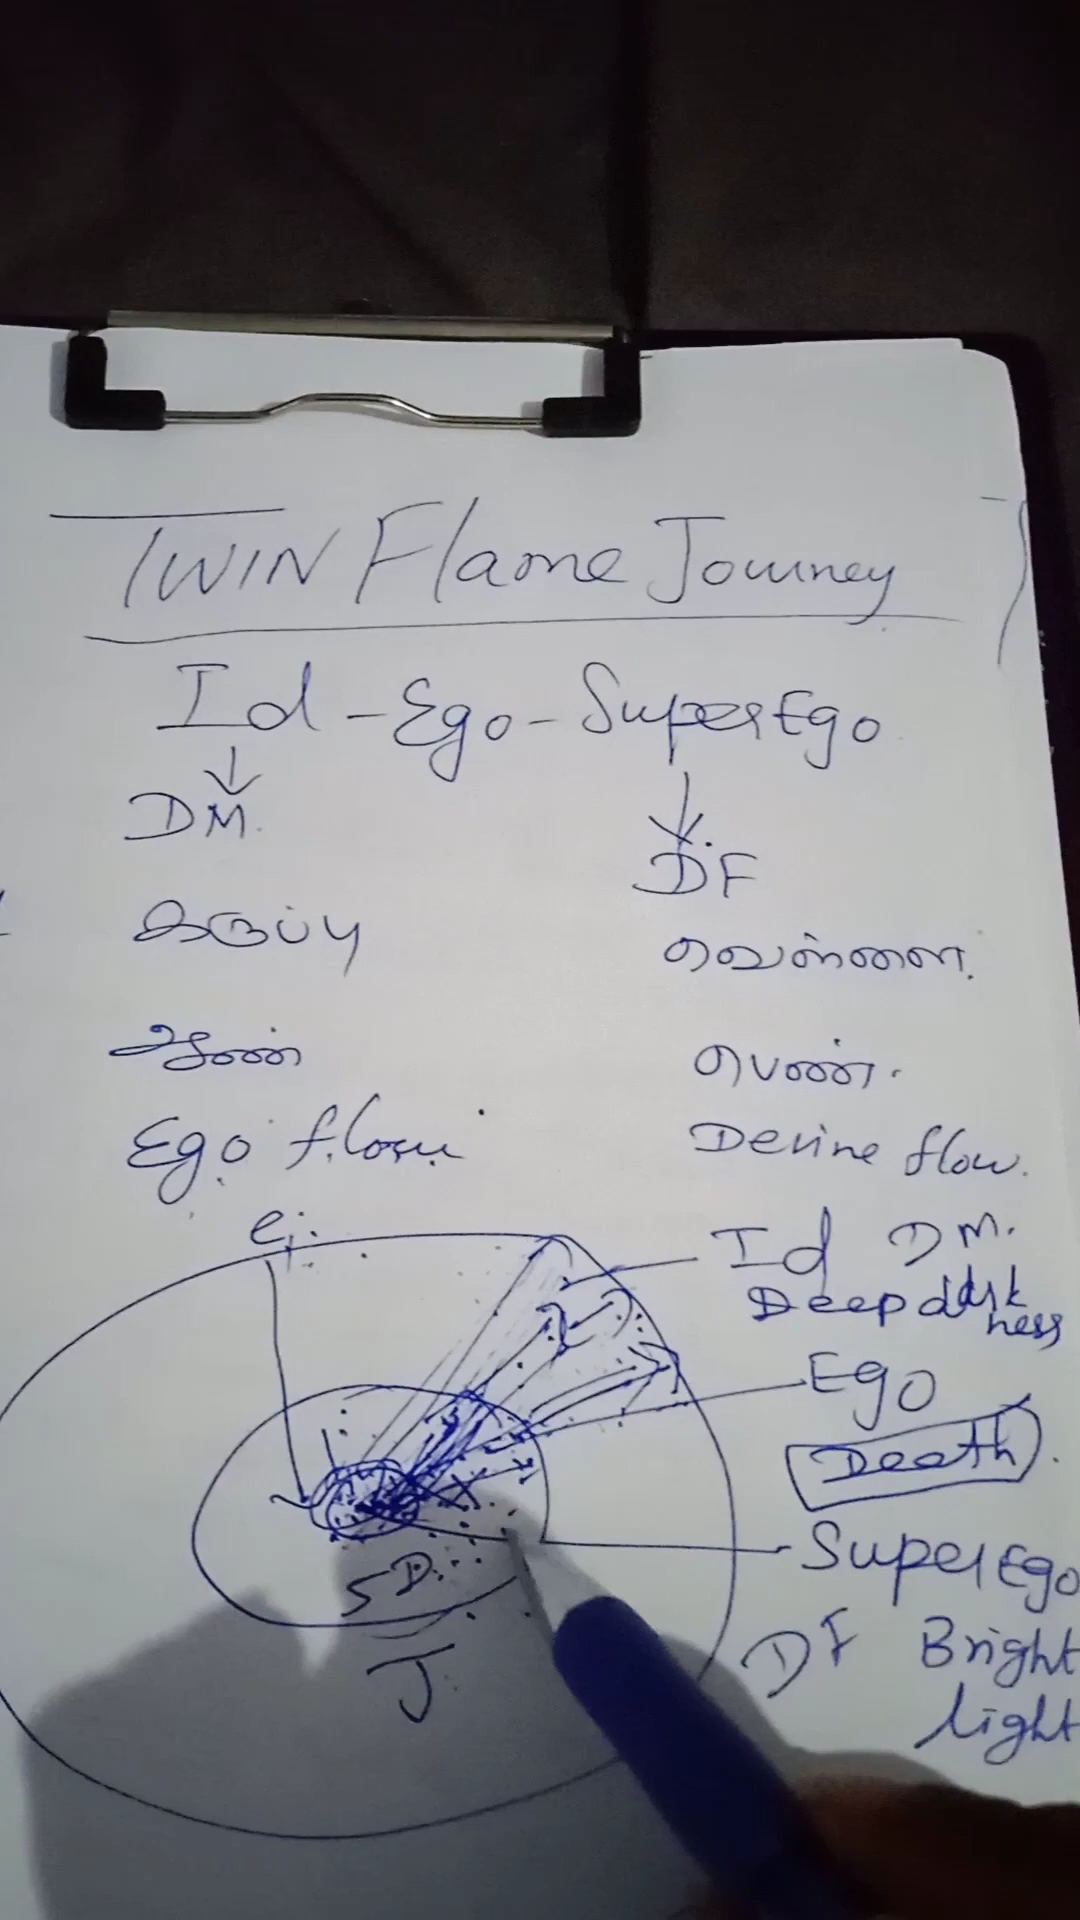 TWIN Flame Journey
Id - Ego - SuperEgo
DM.
DF
கருப்பு
வெள்ளை.
ஆண்
பெண்.
Ego flow
Devine flow.
Id DM.
Deep darkness
Ego
Death
SuperEgo
DF Bright
light
5D
J